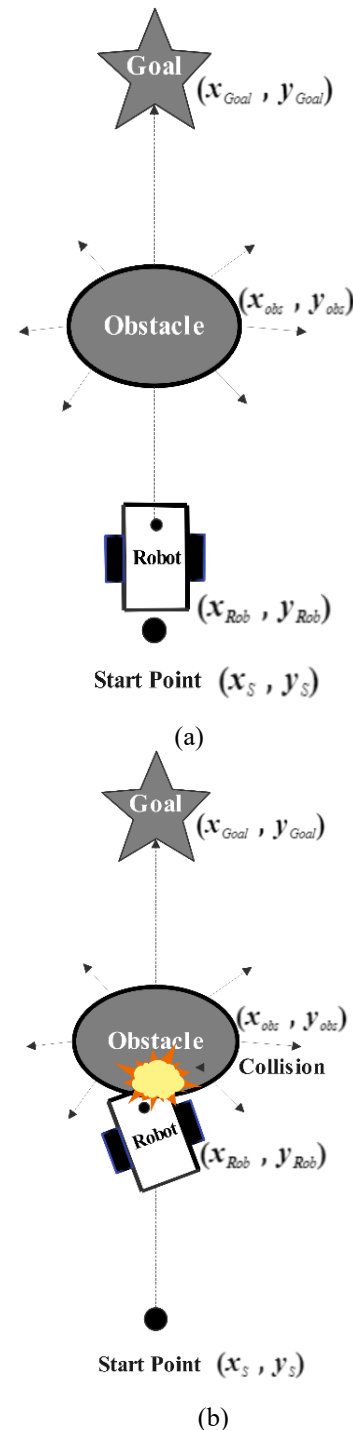 Goal
(x_Goal , y_Goal)
(x_obs , y_obs)
Obstacle
Robot
(x_Rob , y_Rob)
Start Point (x_S , y_S)
(a)
Goal
(x_Goal , y_Goal)
(x_obs , y_obs)
Obstacle
Collision
Robot
(x_Rob , y_Rob)
Start Point (x_S , y_S)
(b)